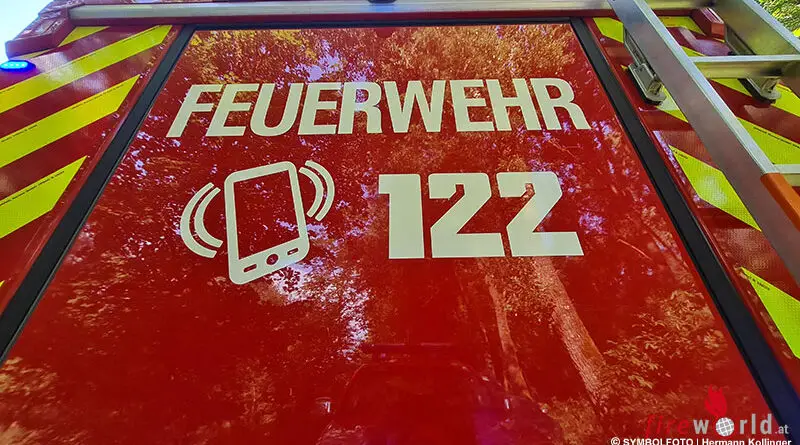 FEUERWEHR
122
fireworld.at
© SYMBOLFOTO | Hermann Kollinger